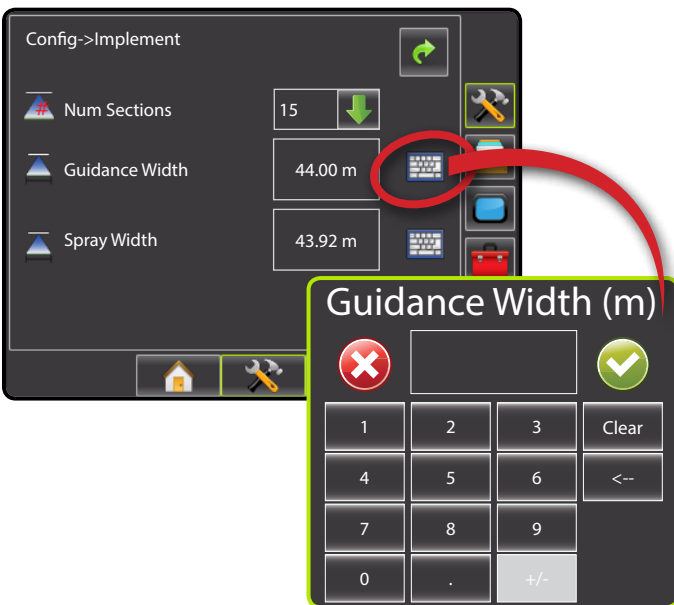 Config->Implement
Num Sections 15
Guidance Width 44.00 m
Spray Width 43.92 m
Guidance Width (m)
1 2 3 Clear
4 5 6 <--
7 8 9
0 . +/-